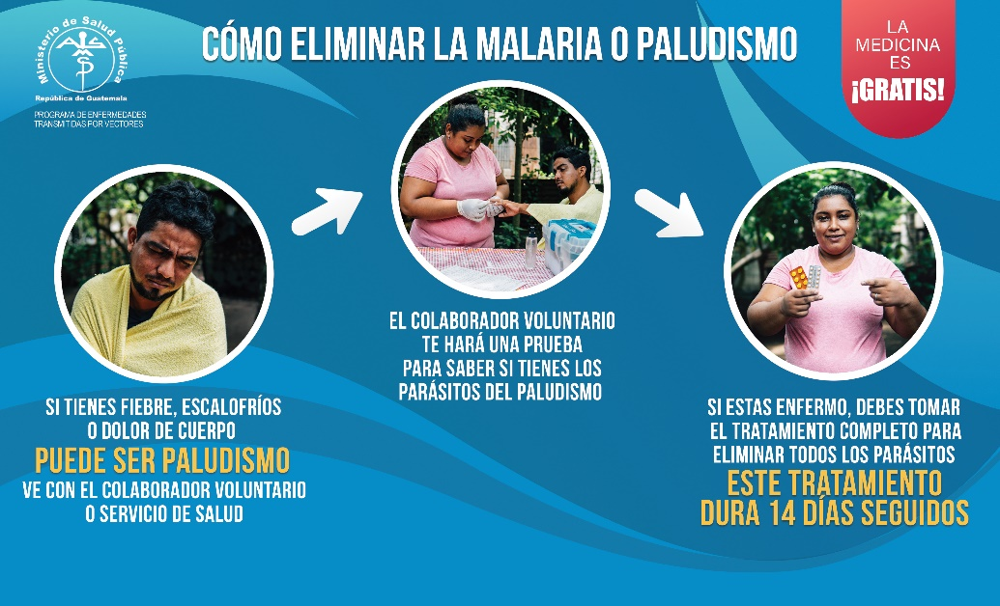 CÓMO ELIMINAR LA MALARIA O PALUDISMO
Ministerio de Salud Pública
República de Guatemala
PROGRAMA DE ENFERMEDADES
TRANSMITIDAS POR VECTORES
LA
MEDICINA
ES
¡GRATIS!
SI TIENES FIEBRE, ESCALOFRÍOS
O DOLOR DE CUERPO
PUEDE SER PALUDISMO
VE CON EL COLABORADOR VOLUNTARIO
O SERVICIO DE SALUD
EL COLABORADOR VOLUNTARIO
TE HARÁ UNA PRUEBA
PARA SABER SI TIENES LOS
PARÁSITOS DEL PALUDISMO
SI ESTAS ENFERMO, DEBES TOMAR
EL TRATAMIENTO COMPLETO PARA
ELIMINAR TODOS LOS PARÁSITOS
ESTE TRATAMIENTO
DURA 14 DÍAS SEGUIDOS